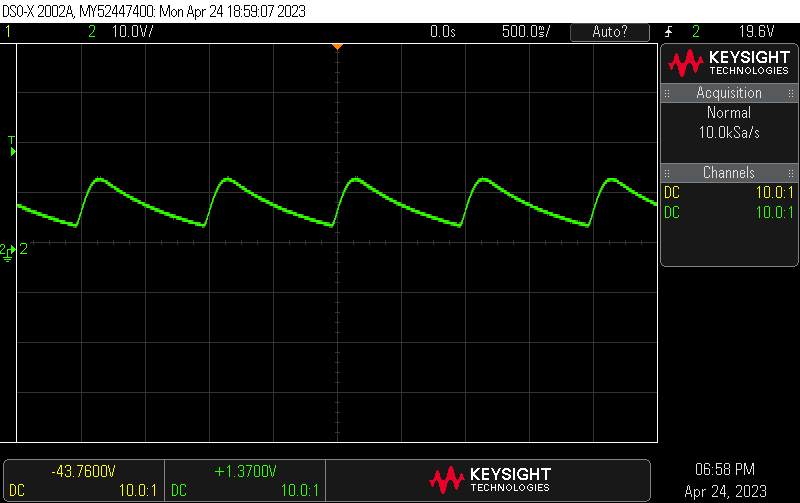 DSO-X 2002A, MY52447400: Mon Apr 24 18:59:07 2023
1 2 10.0V/ 0.0s 500.0ms/ Auto? 2 19.6V
KEYSIGHT
TECHNOLOGIES
Acquisition
Normal
10.0kSa/s
Channels
DC 10.0:1
DC 10.0:1
T
2 2
-43.7600V
DC 10.0:1
+1.3700V
DC 10.0:1
KEYSIGHT
TECHNOLOGIES
06:58 PM
Apr 24, 2023